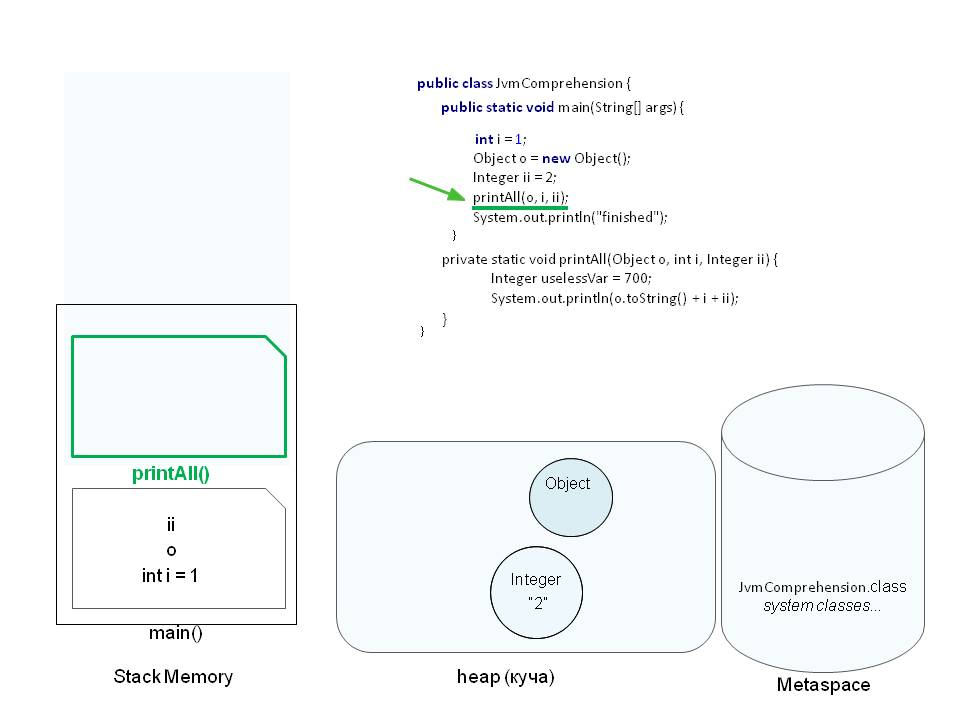 public class JvmComprehension {
public static void main(String[] args) {
int i = 1;
Object o = new Object();
Integer ii = 2;
printAll(o, i, ii);
System.out.println("finished");
}
private static void printAll(Object o, int i, Integer ii) {
Integer uselessVar = 700;
System.out.println(o.toString() + i + ii);
}
}
printAll()
ii
o
int i = 1
main()
Stack Memory
Object
Integer
"2"
heap (куча)
JvmComprehension.class
system classes...
Metaspace